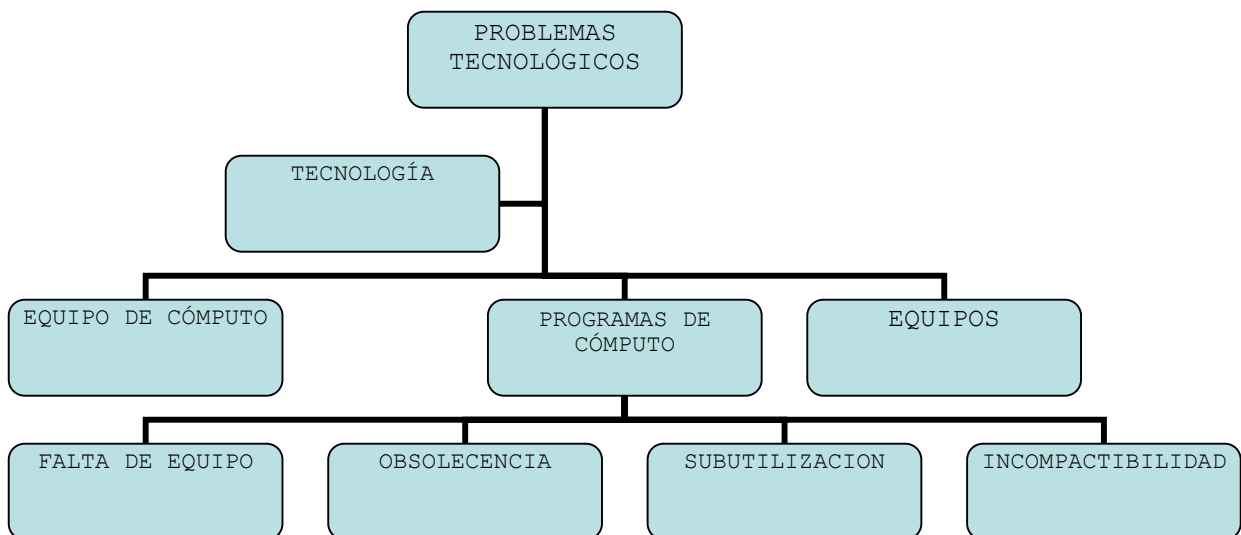 PROBLEMAS
TECNOLÓGICOS
TECNOLOGÍA
EQUIPO DE CÓMPUTO
PROGRAMAS DE
CÓMPUTO
EQUIPOS
FALTA DE EQUIPO
OBSOLECENCIA
SUBUTILIZACION
INCOMPACTIBILIDAD